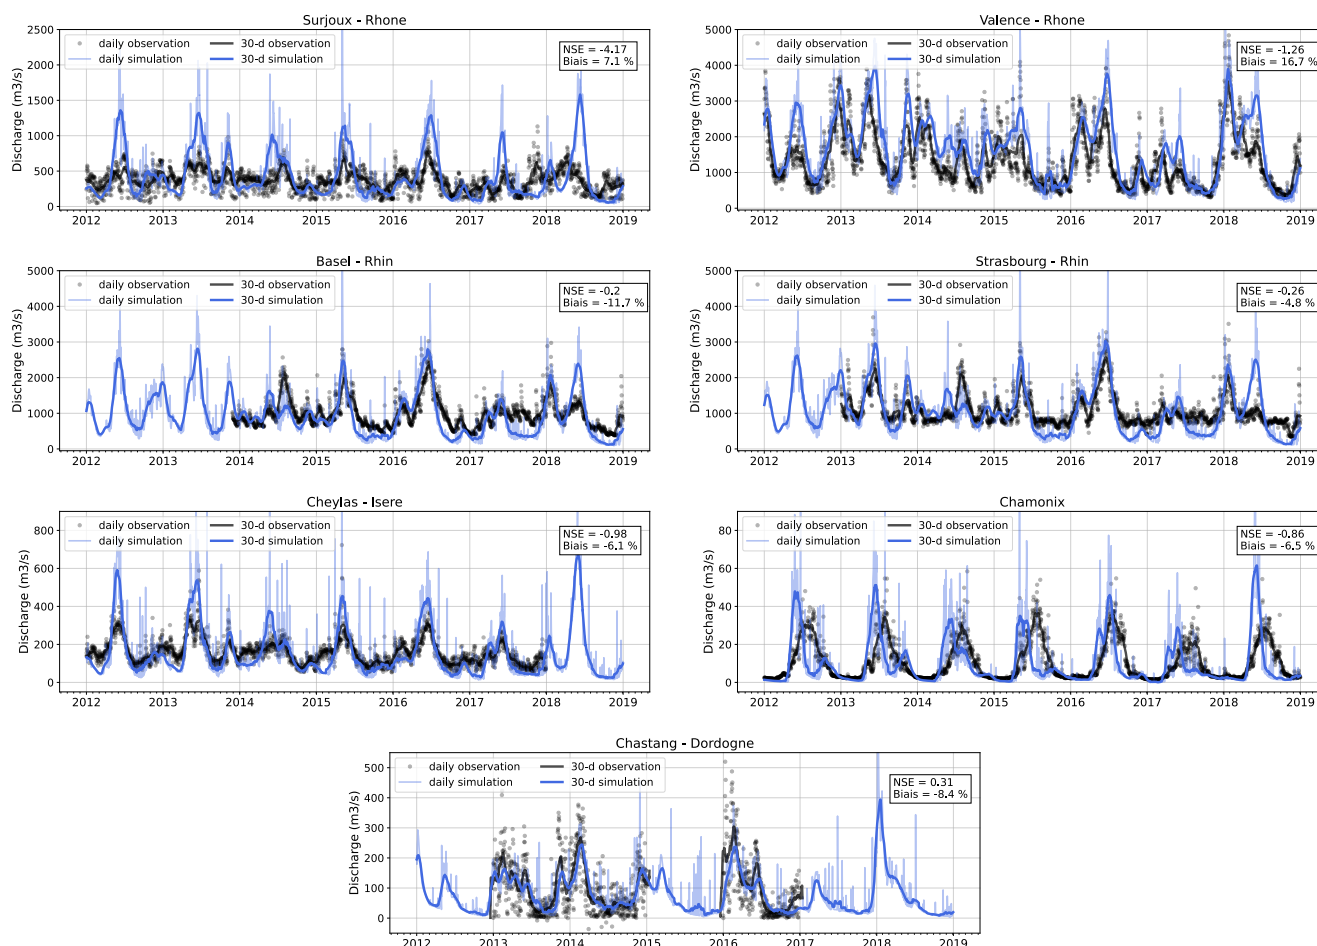 Surjoux - Rhone
2500
2000
1500
1000
500
0
Discharge (m3/s)
daily observation
daily simulation
30-d observation
30-d simulation
NSE = -4.17
Biais = 7.1 %
2012 2013 2014 2015 2016 2017 2018 2019
Valence - Rhone
5000
4000
3000
2000
1000
0
Discharge (m3/s)
daily observation
daily simulation
30-d observation
30-d simulation
NSE = -1.26
Biais = 16.7 %
2012 2013 2014 2015 2016 2017 2018 2019
Basel - Rhin
5000
4000
3000
2000
1000
0
Discharge (m3/s)
daily observation
daily simulation
30-d observation
30-d simulation
NSE = -0.2
Biais = -11.7 %
2012 2013 2014 2015 2016 2017 2018 2019
Strasbourg - Rhin
5000
4000
3000
2000
1000
0
Discharge (m3/s)
daily observation
daily simulation
30-d observation
30-d simulation
NSE = -0.26
Biais = -4.8 %
2012 2013 2014 2015 2016 2017 2018 2019
Cheylas - Isere
800
600
400
200
0
Discharge (m3/s)
daily observation
daily simulation
30-d observation
30-d simulation
NSE = -0.98
Biais = -6.1 %
2012 2013 2014 2015 2016 2017 2018 2019
Chamonix
80
60
40
20
0
Discharge (m3/s)
daily observation
daily simulation
30-d observation
30-d simulation
NSE = -0.86
Biais = -6.5 %
2012 2013 2014 2015 2016 2017 2018 2019
Chastang - Dordogne
500
400
300
200
100
0
Discharge (m3/s)
daily observation
daily simulation
30-d observation
30-d simulation
NSE = 0.31
Biais = -8.4 %
2012 2013 2014 2015 2016 2017 2018 2019